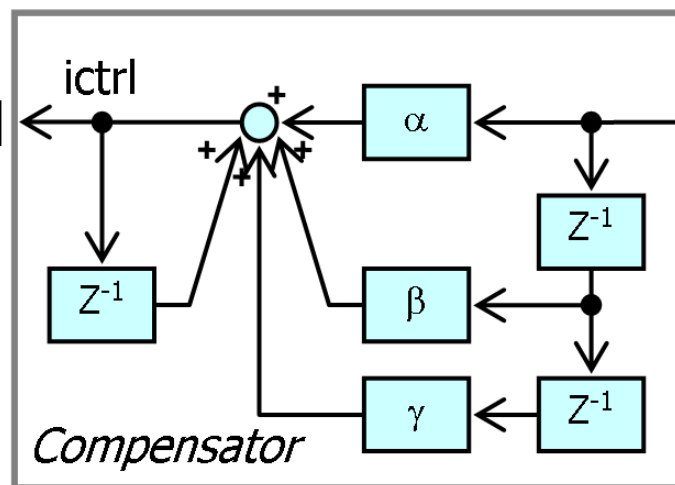 ictrl
+
α
+
+
+
Z-1
Z-1
β
γ
Z-1
Compensator